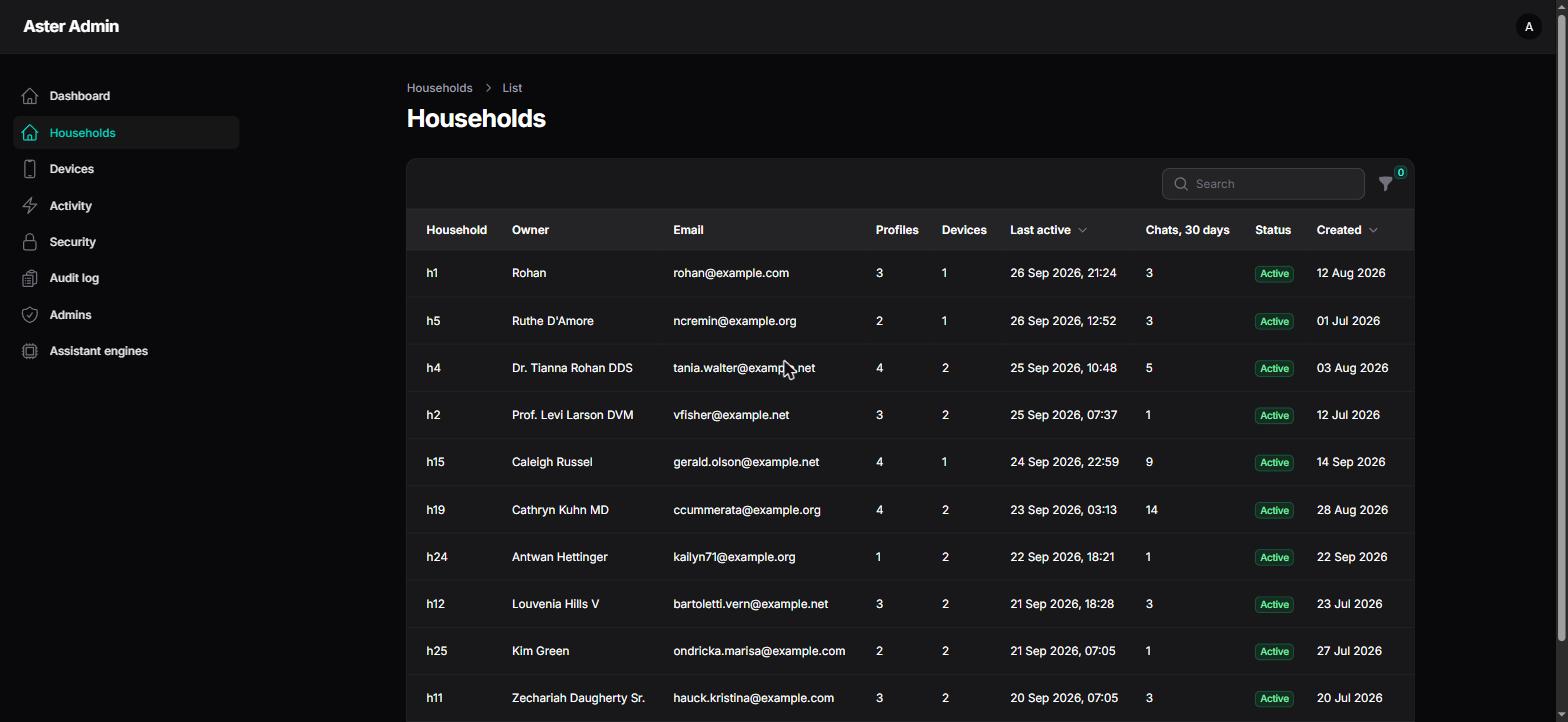 Aster Admin
A
Dashboard
Households
Devices
Activity
Security
Audit log
Admins
Assistant engines
Households > List
Households
Search
0
Household Owner Email Profiles Devices Last active Chats, 30 days Status Created
h1 Rohan rohan@example.com 3 1 26 Sep 2026, 21:24 3 Active 12 Aug 2026
h5 Ruthe D'Amore ncremin@example.org 2 1 26 Sep 2026, 12:52 3 Active 01 Jul 2026
h4 Dr. Tianna Rohan DDS tania.walter@example.net 4 2 25 Sep 2026, 10:48 5 Active 03 Aug 2026
h2 Prof. Levi Larson DVM vfisher@example.net 3 2 25 Sep 2026, 07:37 1 Active 12 Jul 2026
h15 Caleigh Russel gerald.olson@example.net 4 1 24 Sep 2026, 22:59 9 Active 14 Sep 2026
h19 Cathryn Kuhn MD ccummerata@example.org 4 2 23 Sep 2026, 03:13 14 Active 28 Aug 2026
h24 Antwan Hettinger kailyn71@example.org 1 2 22 Sep 2026, 18:21 1 Active 22 Sep 2026
h12 Louvenia Hills V bartoletti.vern@example.net 3 2 21 Sep 2026, 18:28 3 Active 23 Jul 2026
h25 Kim Green ondricka.marisa@example.com 2 2 21 Sep 2026, 07:05 1 Active 27 Jul 2026
h11 Zechariah Daugherty Sr. hauck.kristina@example.com 3 2 20 Sep 2026, 07:05 3 Active 20 Jul 2026